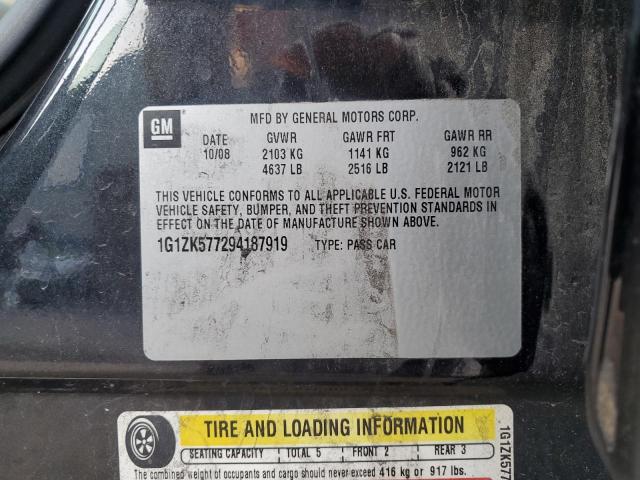 MFD BY GENERAL MOTORS CORP.
GM
DATE GVWR GAWR FRT GAWR RR
10/08 2103 KG 1141 KG 962 KG
4637 LB 2516 LB 2121 LB
THIS VEHICLE CONFORMS TO ALL APPLICABLE U.S. FEDERAL MOTOR
VEHICLE SAFETY, BUMPER, AND THEFT PREVENTION STANDARDS IN
EFFECT ON THE DATE OF MANUFACTURE SHOWN ABOVE.
1G1ZK577294187919 TYPE: PASS CAR
TIRE AND LOADING INFORMATION
SEATING CAPACITY TOTAL 5 FRONT 2 REAR 3
The combined weight of occupants and cargo should never exceed 416 kg or 917 lbs.
1G1ZK577